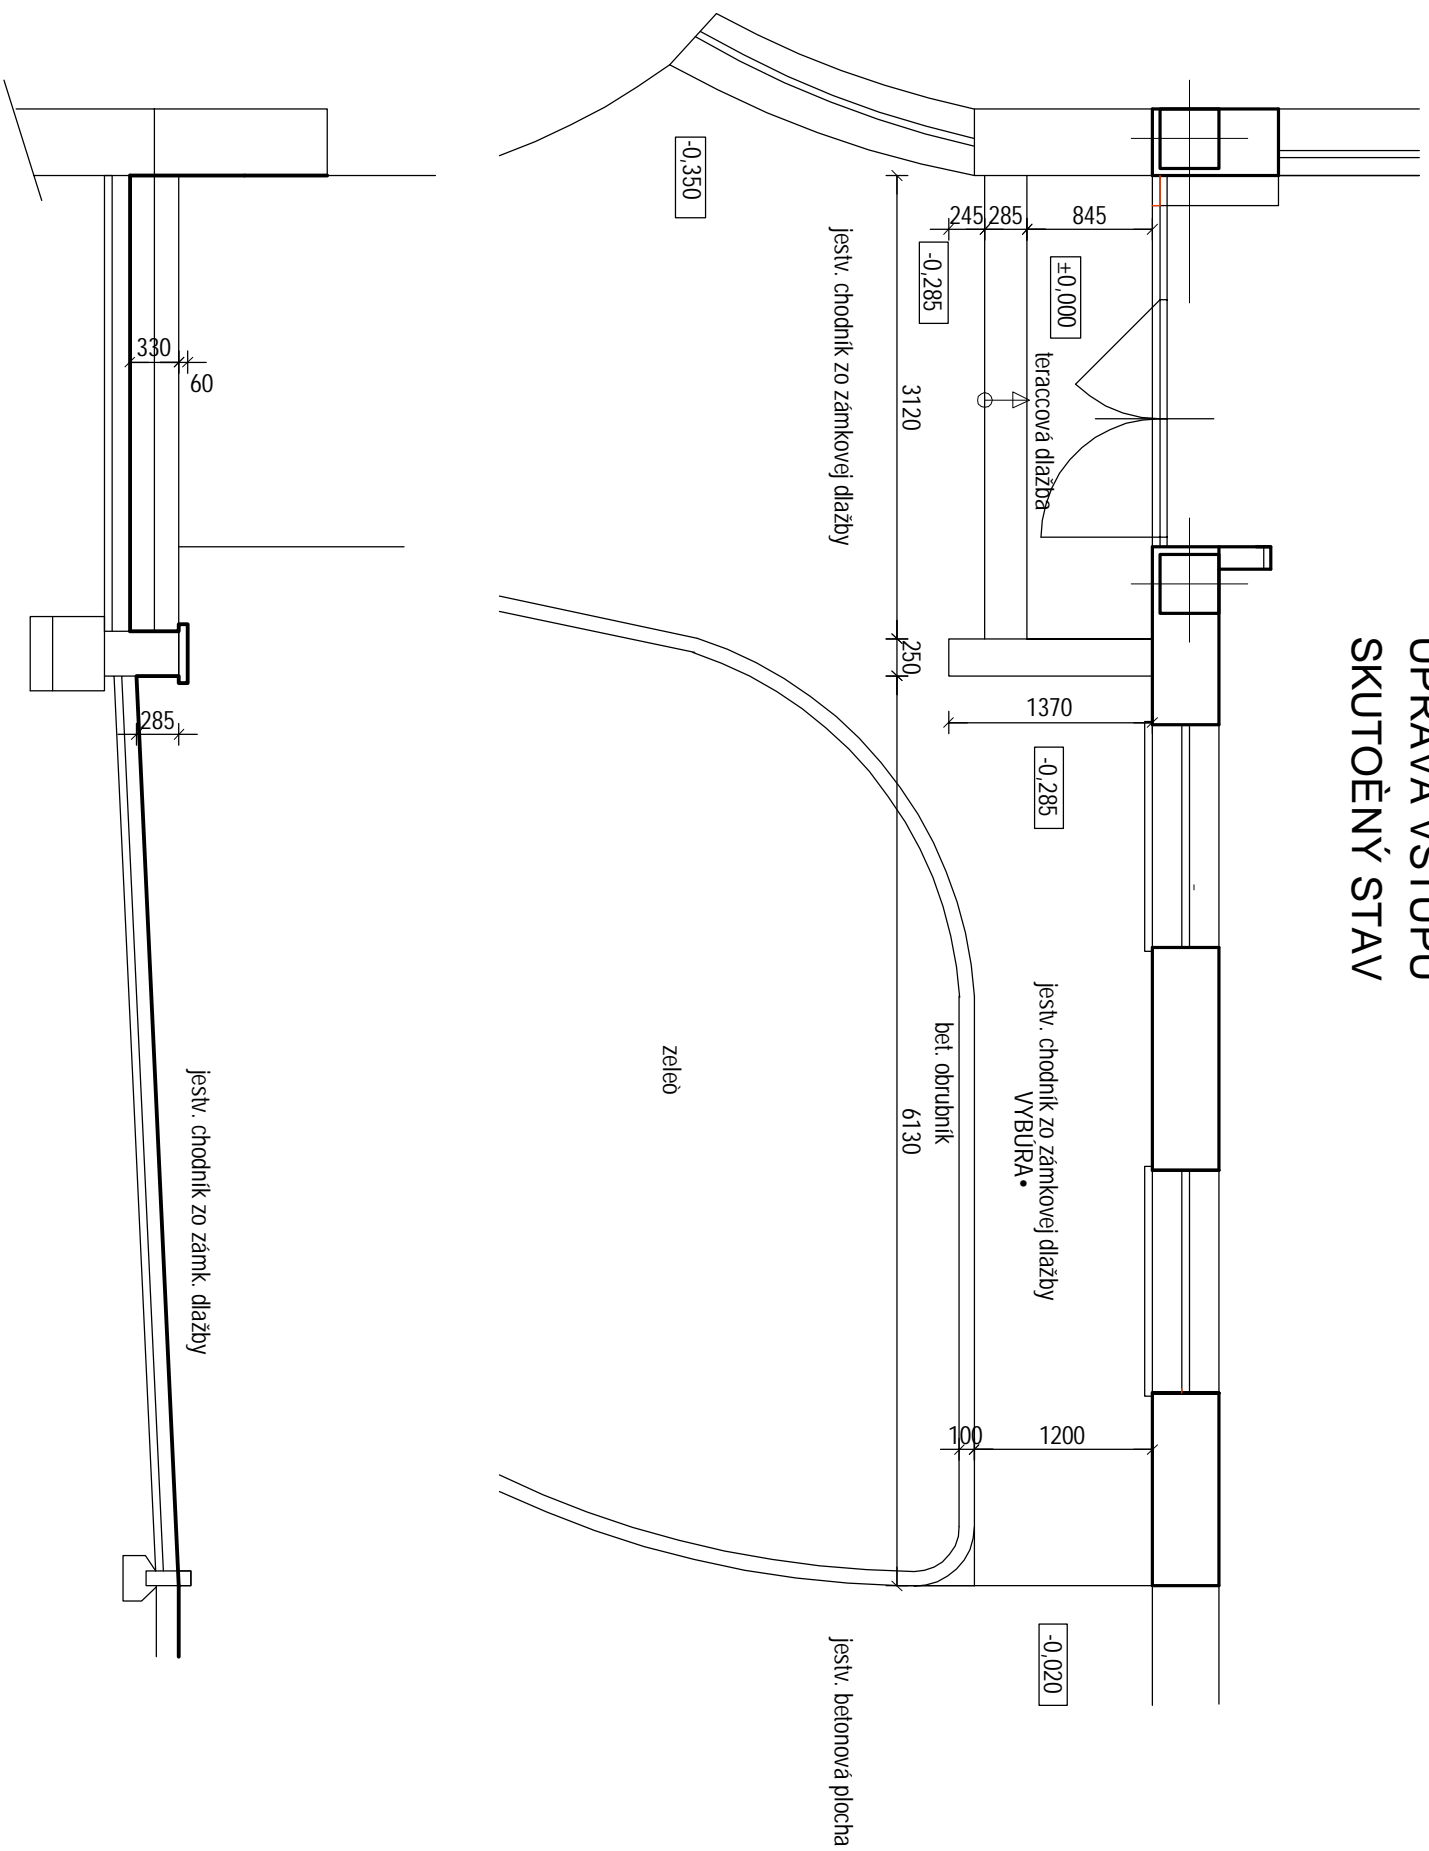 ÚPRAVA VSTUPU
SKUTOÈNÝ STAV
245
285
845
±0,000
-0,285
-0,350
teraccová dlažba
jestv. chodník zo zámkovej dlažby
3120
250
1370
-0,285
jestv. chodník zo zámkovej dlažby
VYBÚRA•
bet. obrubník
6130
zeleò
100
1200
-0,020
jestv. betonová plocha
330
60
285
jestv. chodník zo zámk. dlažby